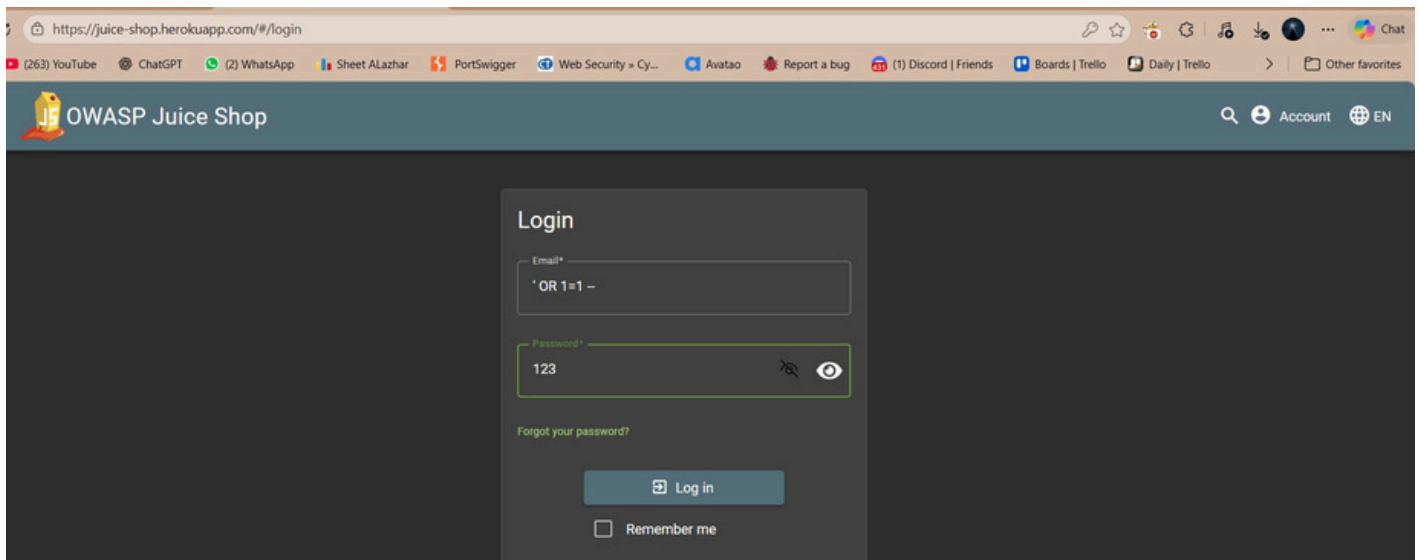 https://juice-shop.herokuapp.com/#/login
Chat
(263) YouTube ChatGPT (2) WhatsApp Sheet ALazhar PortSwigger Web Security » Cy... Avatao Report a bug (1) Discord | Friends Boards | Trello Daily | Trello > Other favorites
OWASP Juice Shop Account EN
Login
Email*
' OR 1=1 --
Password*
123
Forgot your password?
Log in
Remember me